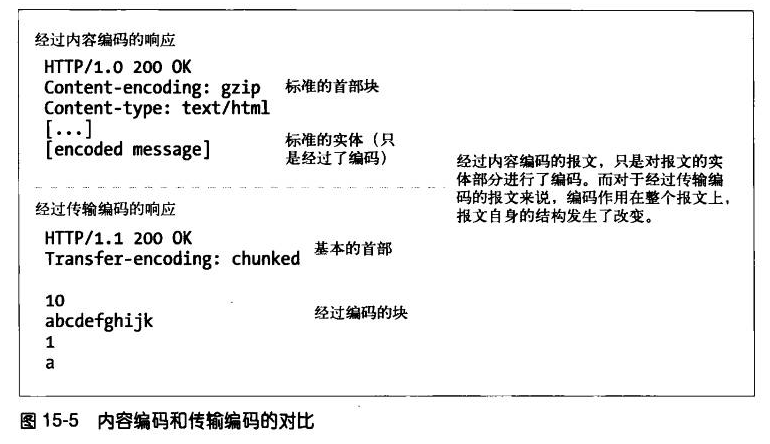 经过内容编码的响应
HTTP/1.0 200 OK
Content-encoding: gzip
标准的首部块
Content-type: text/html
[...]
[encoded message]
标准的实体（只
是经过了编码）
经过内容编码的报文，只是对报文的实
体部分进行了编码。而对于经过传输编
码的报文来说，编码作用在整个报文上，
报文自身的结构发生了改变。
经过传输编码的响应
HTTP/1.1 200 OK
Transfer-encoding: chunked
基本的首部
10
abcdefghijk
1
a
经过编码的块
图 15-5 内容编码和传输编码的对比